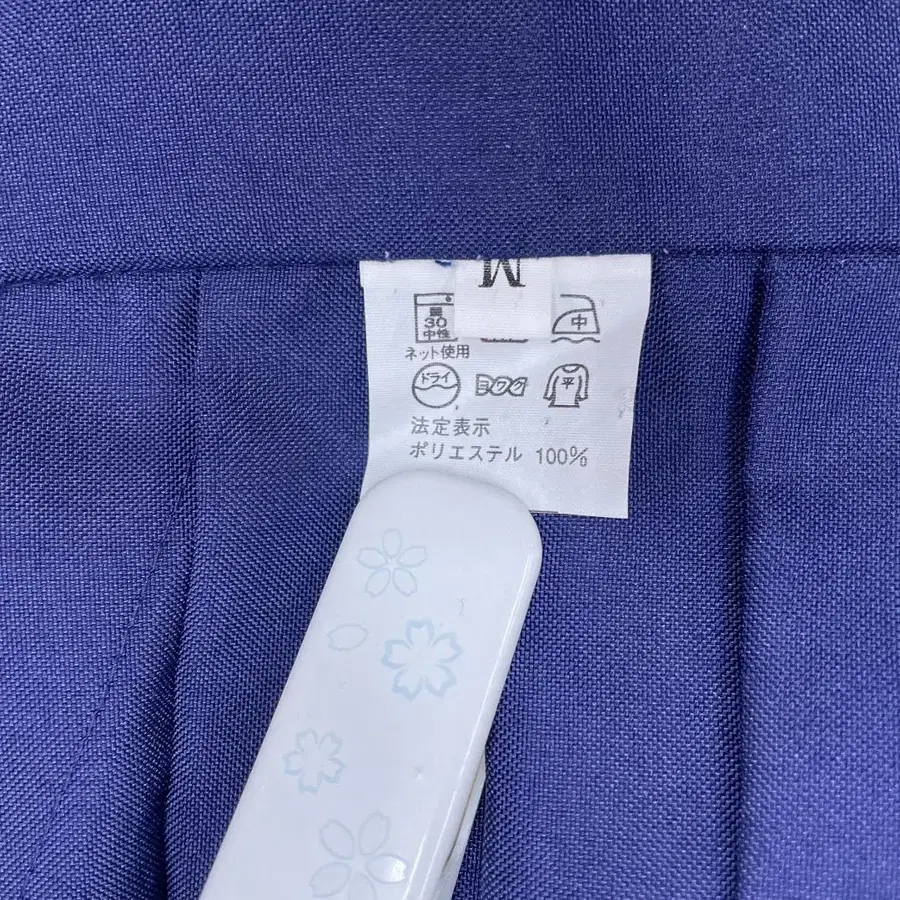 M
弱
30
中性
中
ネット使用
ドライ
ヨワク
平
法定表示
ポリエステル 100%